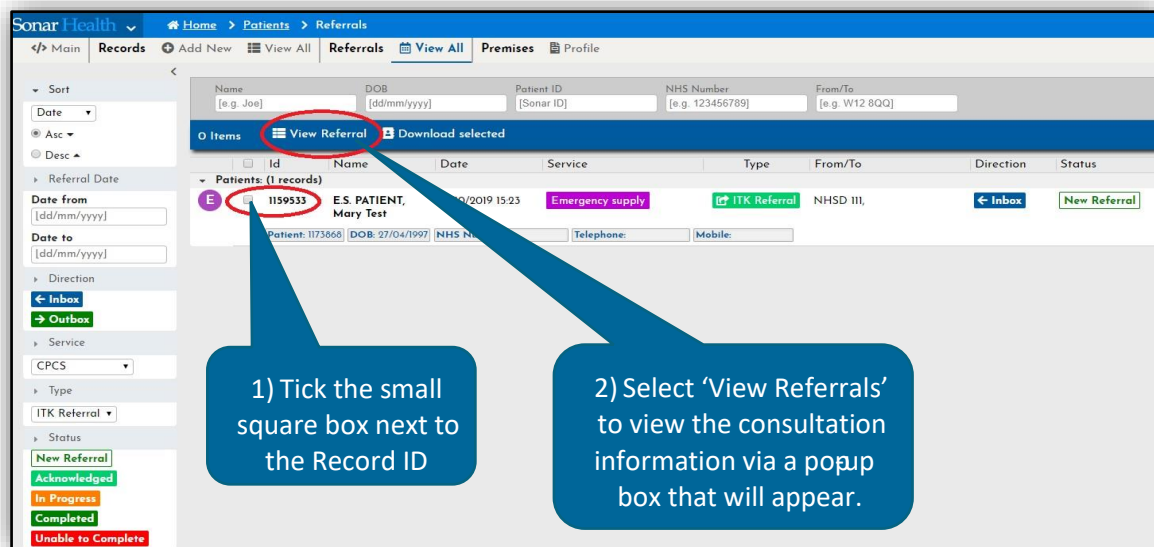 Sonar Health Home > Patients > Referrals
</> Main Records Add New View All Referrals View All Premises Profile
<
Sort
Date
Asc
Desc
Referral Date
Date from
[dd/mm/yyyy]
Date to
[dd/mm/yyyy]
Direction
← Inbox
→ Outbox
Service
CPCS
Type
ITK Referral
Status
New Referral
Acknowledged
In Progress
Completed
Unable to Complete
Name DOB Patient ID NHS Number From/To
[e.g. Joe] [dd/mm/yyyy] [Sonar ID] [e.g. 123456789] [e.g. W12 8QQ]
0 Items View Referral Download selected
Id Name Date Service Type From/To Direction Status
Patients: (1 records)
E 1159533 E.S. PATIENT, 0/2019 15:23 Emergency supply ITK Referral NHSD 111, ← Inbox New Referral
Mary Test
Patient: 1173868 DOB: 27/04/1997 NHS Telephone: Mobile:
1) Tick the small
square box next to
the Record ID
2) Select ‘View Referrals’
to view the consultation
information via a popup
box that will appear.